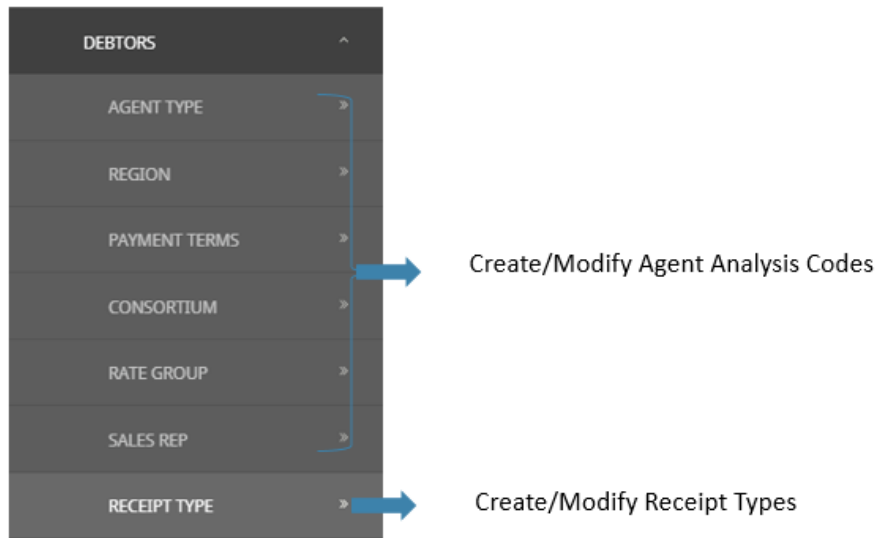 DEBTORS
AGENT TYPE
REGION
PAYMENT TERMS
CONSORTIUM
RATE GROUP
SALES REP
RECEIPT TYPE
Create/Modify Agent Analysis Codes
Create/Modify Receipt Types